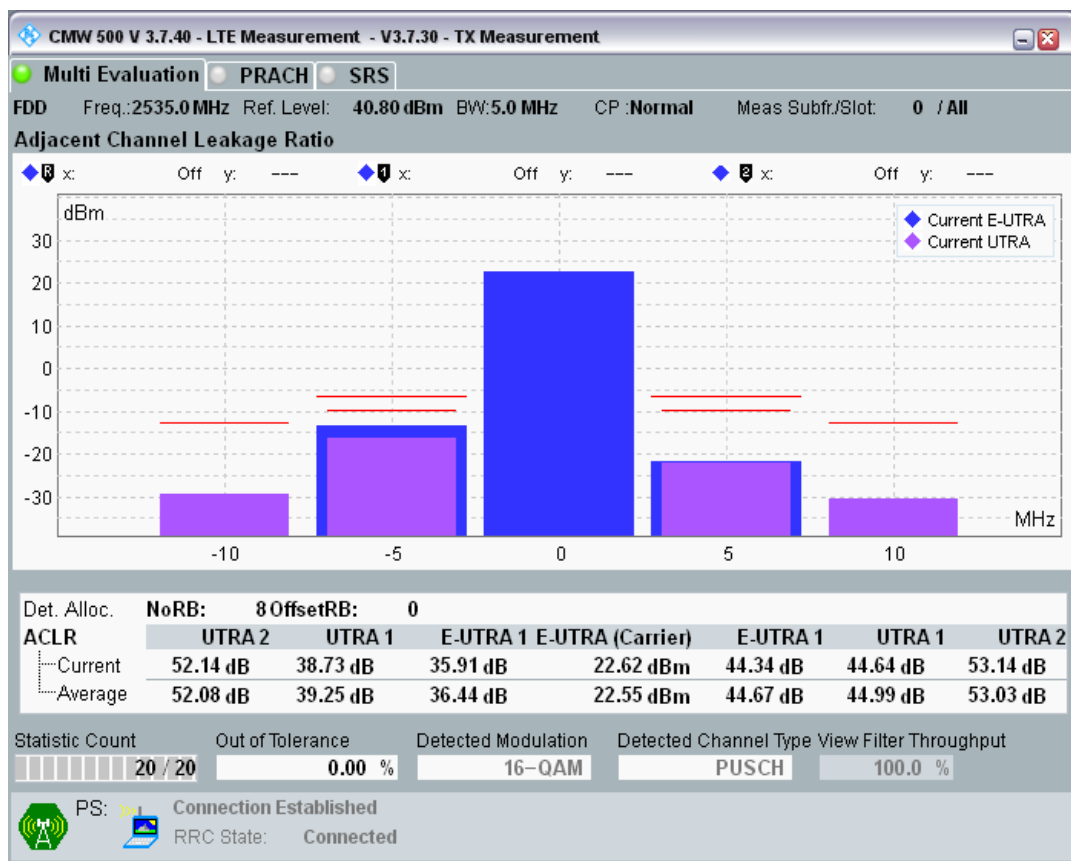 CMW 500 V 3.7.40 - LTE Measurement - V3.7.30 - TX Measurement
Multi Evaluation PRACH SRS
FDD Freq.:2535.0 MHz Ref. Level: 40.80 dBm BW:5.0 MHz CP :Normal Meas Subfr./Slot: 0 / All
Adjacent Channel Leakage Ratio
R x: Off y: --- 1 x: Off y: --- 2 x: Off y: ---
dBm
Current E-UTRA
Current UTRA
30
20
10
0
-10
-20
-30
MHz
-10 -5 0 5 10
Det. Alloc. NoRB: 8 OffsetRB: 0
ACLR UTRA 2 UTRA 1 E-UTRA 1 E-UTRA (Carrier) E-UTRA 1 UTRA 1 UTRA 2
Current 52.14 dB 38.73 dB 35.91 dB 22.62 dBm 44.34 dB 44.64 dB 53.14 dB
Average 52.08 dB 39.25 dB 36.44 dB 22.55 dBm 44.67 dB 44.99 dB 53.03 dB
Statistic Count Out of Tolerance Detected Modulation Detected Channel Type View Filter Throughput
20 / 20 0.00 % 16-QAM PUSCH 100.0 %
PS: Connection Established
RRC State: Connected